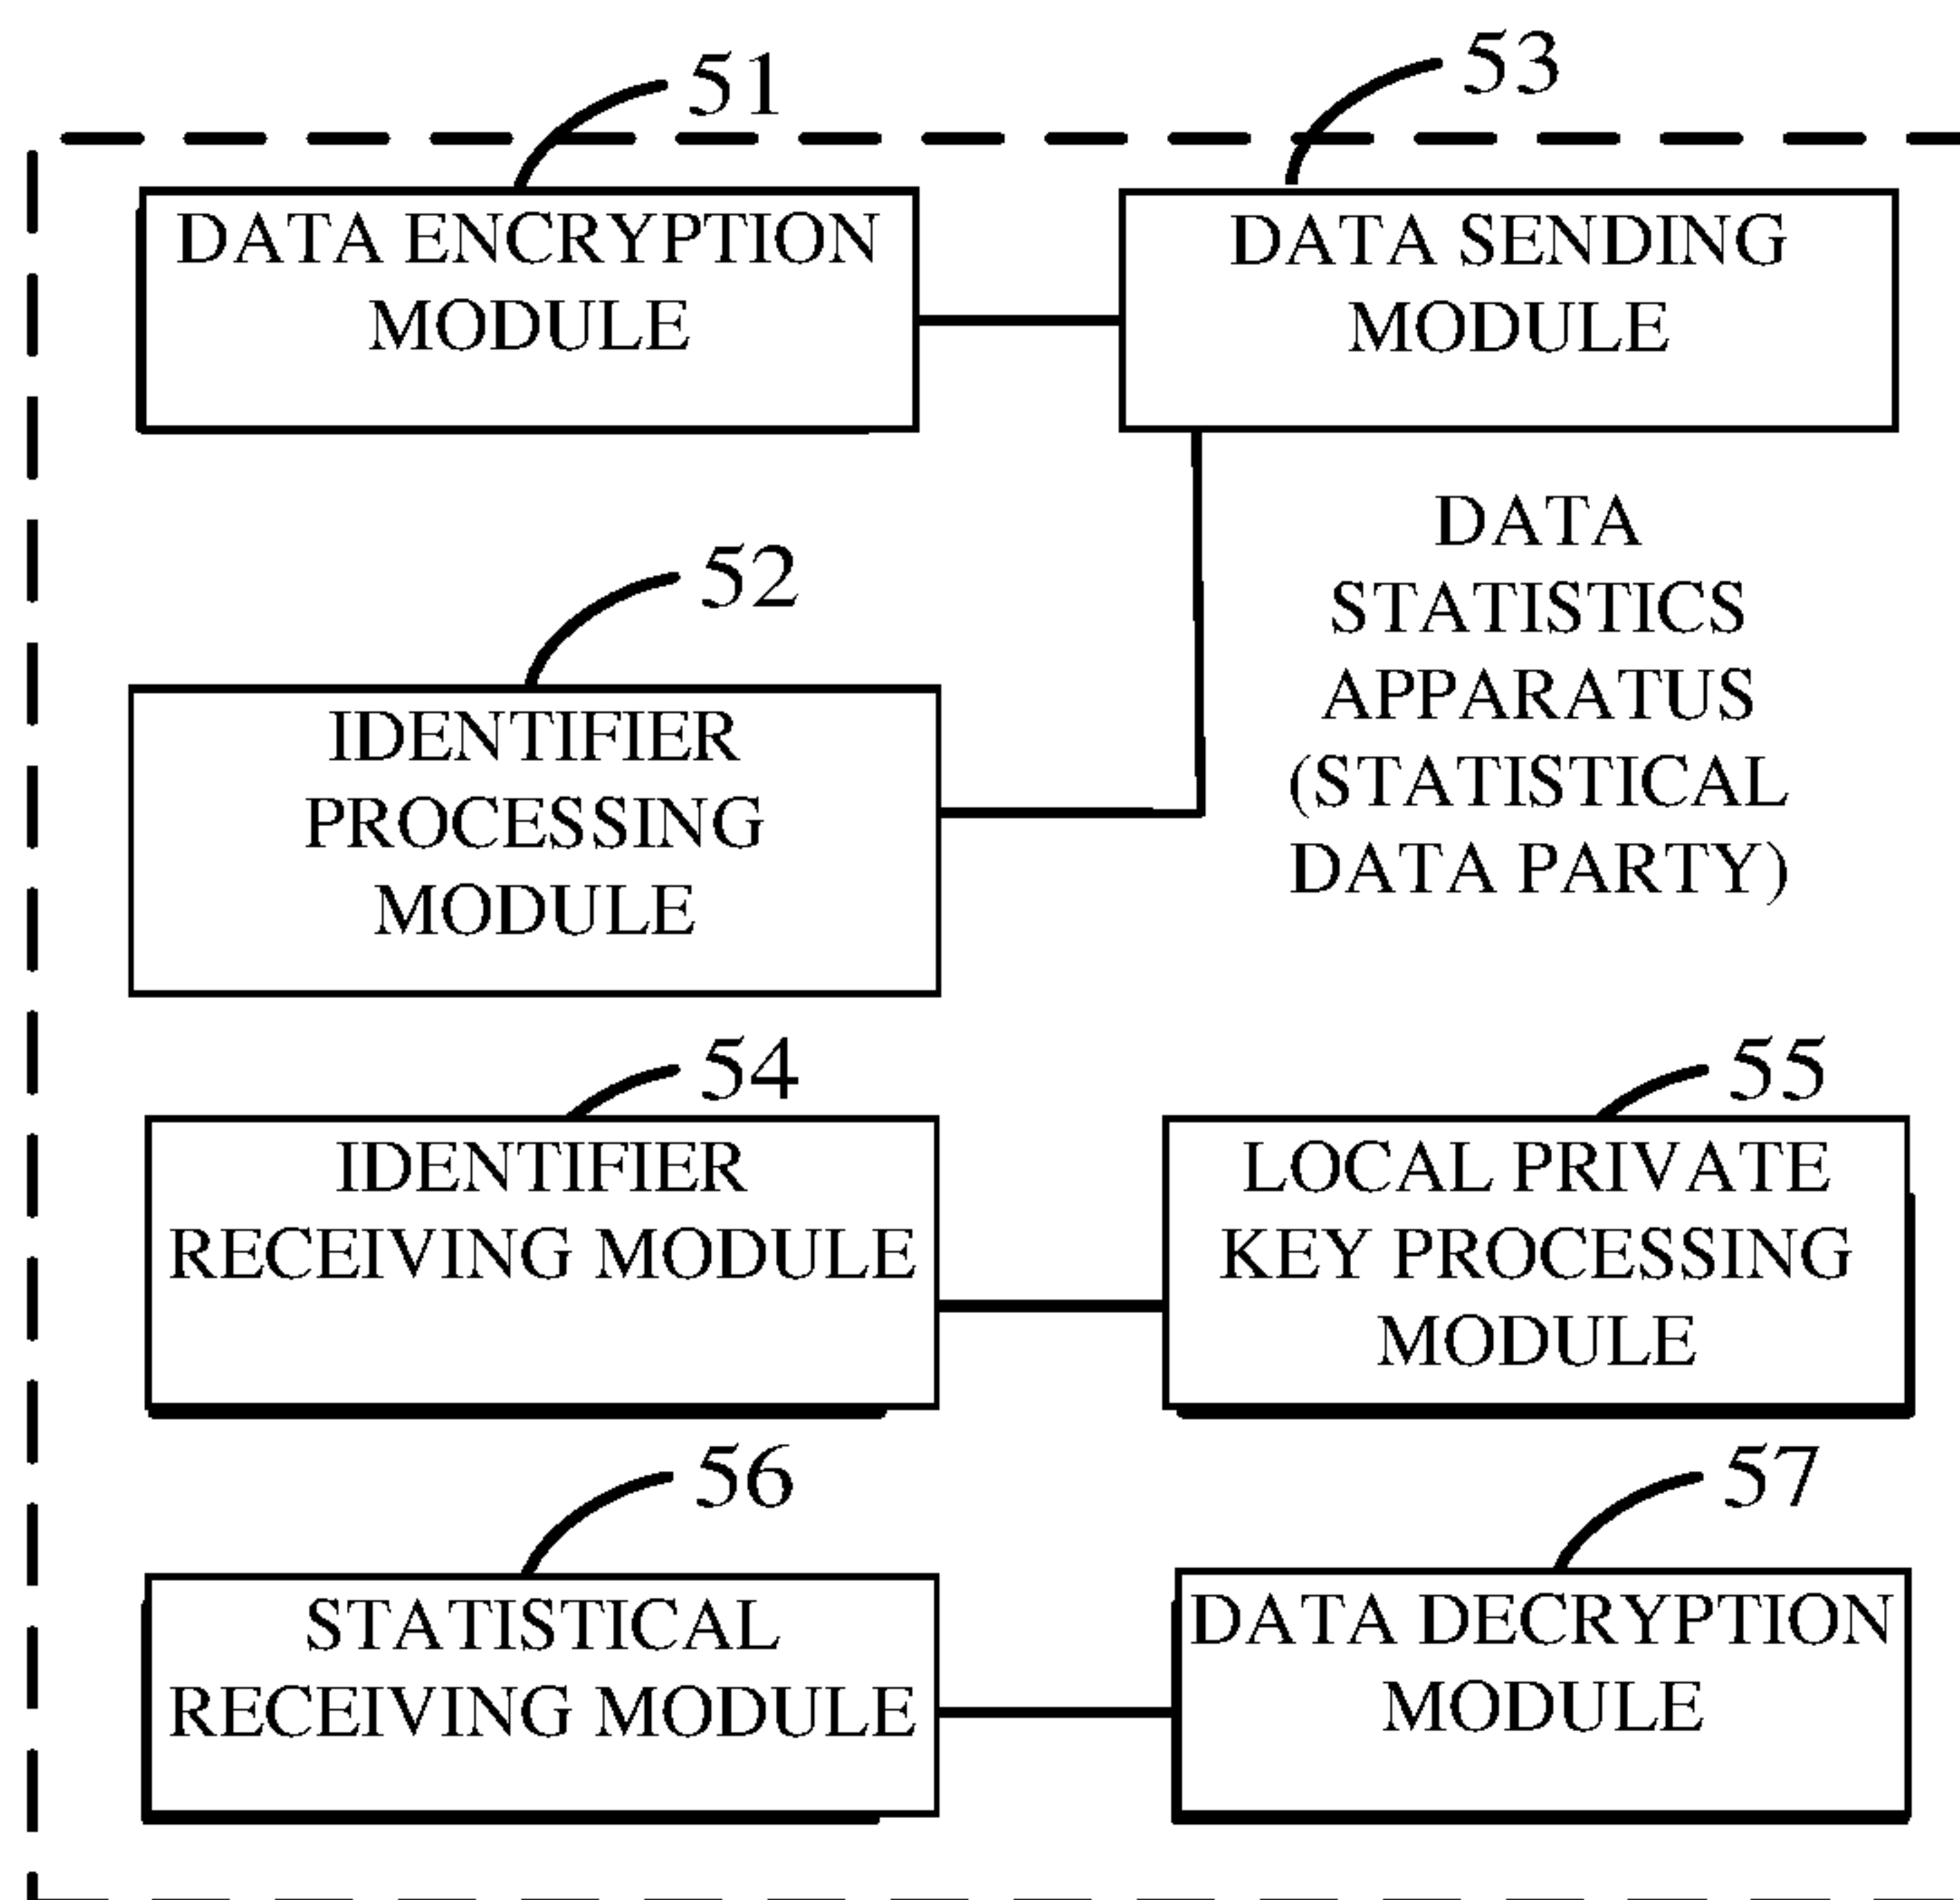 51
53
DATA ENCRYPTION
MODULE
DATA SENDING
MODULE
52
IDENTIFIER
PROCESSING
MODULE
DATA
STATISTICS
APPARATUS
(STATISTICAL
DATA PARTY)
54
55
IDENTIFIER
RECEIVING MODULE
LOCAL PRIVATE
KEY PROCESSING
MODULE
56
57
STATISTICAL
RECEIVING MODULE
DATA DECRYPTION
MODULE